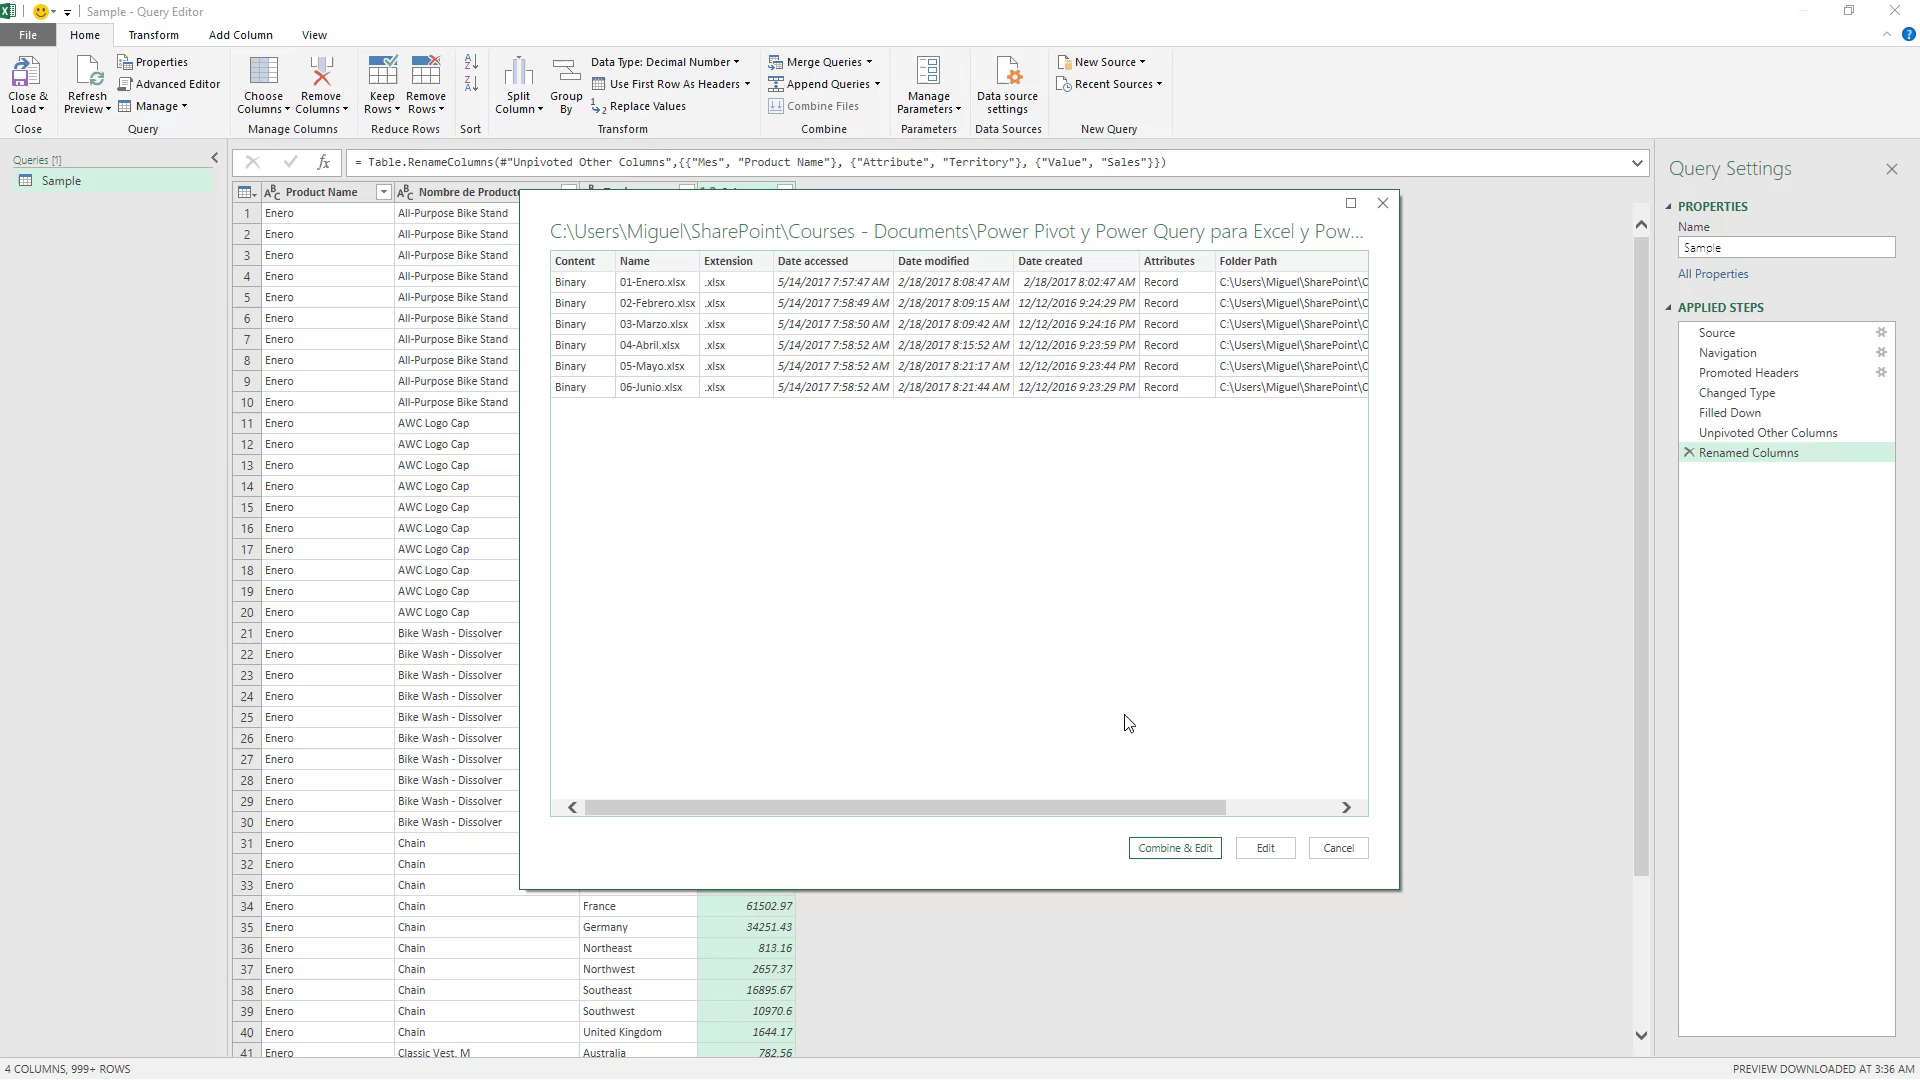 Sample - Query Editor
File Home Transform Add Column View
Close & Load
Refresh Preview
Properties
Advanced Editor
Manage
Choose Columns
Remove Columns
Keep Rows
Remove Rows
Split Column
Group By
Data Type: Decimal Number
Use First Row As Headers
Replace Values
Merge Queries
Append Queries
Combine Files
Manage Parameters
Data source settings
New Source
Recent Sources
Close Query Manage Columns Reduce Rows Sort Transform Combine Parameters Data Sources New Query
Queries [1]
Sample
= Table.RenameColumns(#"Unpivoted Other Columns",{{"Mes", "Product Name"}, {"Attribute", "Territory"}, {"Value", "Sales"}})
Product Name Nombre de Producto
1 Enero All-Purpose Bike Stand
2 Enero All-Purpose Bike Stand
3 Enero All-Purpose Bike Stand
4 Enero All-Purpose Bike Stand
5 Enero All-Purpose Bike Stand
6 Enero All-Purpose Bike Stand
7 Enero All-Purpose Bike Stand
8 Enero All-Purpose Bike Stand
9 Enero All-Purpose Bike Stand
10 Enero All-Purpose Bike Stand
11 Enero AWC Logo Cap
12 Enero AWC Logo Cap
13 Enero AWC Logo Cap
14 Enero AWC Logo Cap
15 Enero AWC Logo Cap
16 Enero AWC Logo Cap
17 Enero AWC Logo Cap
18 Enero AWC Logo Cap
19 Enero AWC Logo Cap
20 Enero AWC Logo Cap
21 Enero Bike Wash - Dissolver
22 Enero Bike Wash - Dissolver
23 Enero Bike Wash - Dissolver
24 Enero Bike Wash - Dissolver
25 Enero Bike Wash - Dissolver
26 Enero Bike Wash - Dissolver
27 Enero Bike Wash - Dissolver
28 Enero Bike Wash - Dissolver
29 Enero Bike Wash - Dissolver
30 Enero Bike Wash - Dissolver
31 Enero Chain
32 Enero Chain
33 Enero Chain
34 Enero Chain France 61502.97
35 Enero Chain Germany 34251.43
36 Enero Chain Northeast 813.16
37 Enero Chain Northwest 2657.37
38 Enero Chain Southeast 16895.67
39 Enero Chain Southwest 10970.6
40 Enero Chain United Kingdom 1644.17
41 Enero Classic Vest, M Australia 782.56
C:\Users\Miguel\SharePoint\Courses - Documents\Power Pivot y Power Query para Excel y Pow...
Content Name Extension Date accessed Date modified Date created Attributes Folder Path
Binary 01-Enero.xlsx .xlsx 5/14/2017 7:57:47 AM 2/18/2017 8:08:47 AM 2/18/2017 8:02:47 AM Record C:\Users\Miguel\SharePoint\C
Binary 02-Febrero.xlsx .xlsx 5/14/2017 7:58:49 AM 2/18/2017 8:09:15 AM 12/12/2016 9:24:29 PM Record C:\Users\Miguel\SharePoint\C
Binary 03-Marzo.xlsx .xlsx 5/14/2017 7:58:50 AM 2/18/2017 8:09:42 AM 12/12/2016 9:24:16 PM Record C:\Users\Miguel\SharePoint\C
Binary 04-Abril.xlsx .xlsx 5/14/2017 7:58:52 AM 2/18/2017 8:15:52 AM 12/12/2016 9:23:59 PM Record C:\Users\Miguel\SharePoint\C
Binary 05-Mayo.xlsx .xlsx 5/14/2017 7:58:52 AM 2/18/2017 8:21:17 AM 12/12/2016 9:23:44 PM Record C:\Users\Miguel\SharePoint\C
Binary 06-Junio.xlsx .xlsx 5/14/2017 7:58:52 AM 2/18/2017 8:21:44 AM 12/12/2016 9:23:29 PM Record C:\Users\Miguel\SharePoint\C
Combine & Edit Edit Cancel
Query Settings
PROPERTIES
Name
Sample
All Properties
APPLIED STEPS
Source
Navigation
Promoted Headers
Changed Type
Filled Down
Unpivoted Other Columns
Renamed Columns
4 COLUMNS, 999+ ROWS
PREVIEW DOWNLOADED AT 3:36 AM